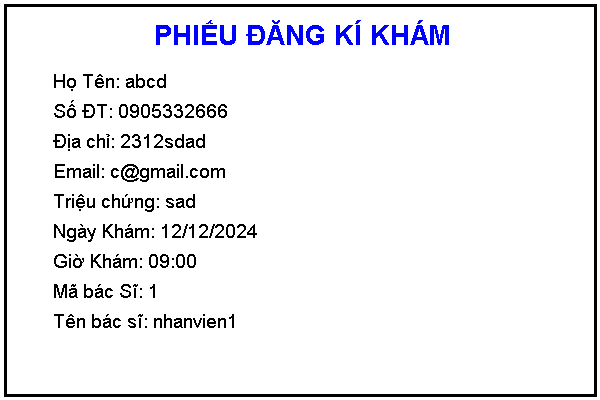 PHIẾU ĐĂNG KÍ KHÁM
Họ Tên: abcd
Số ĐT: 0905332666
Địa chỉ: 2312sdad
Email: c@gmail.com
Triệu chứng: sad
Ngày Khám: 12/12/2024
Giờ Khám: 09:00
Mã bác Sĩ: 1
Tên bác sĩ: nhanvien1